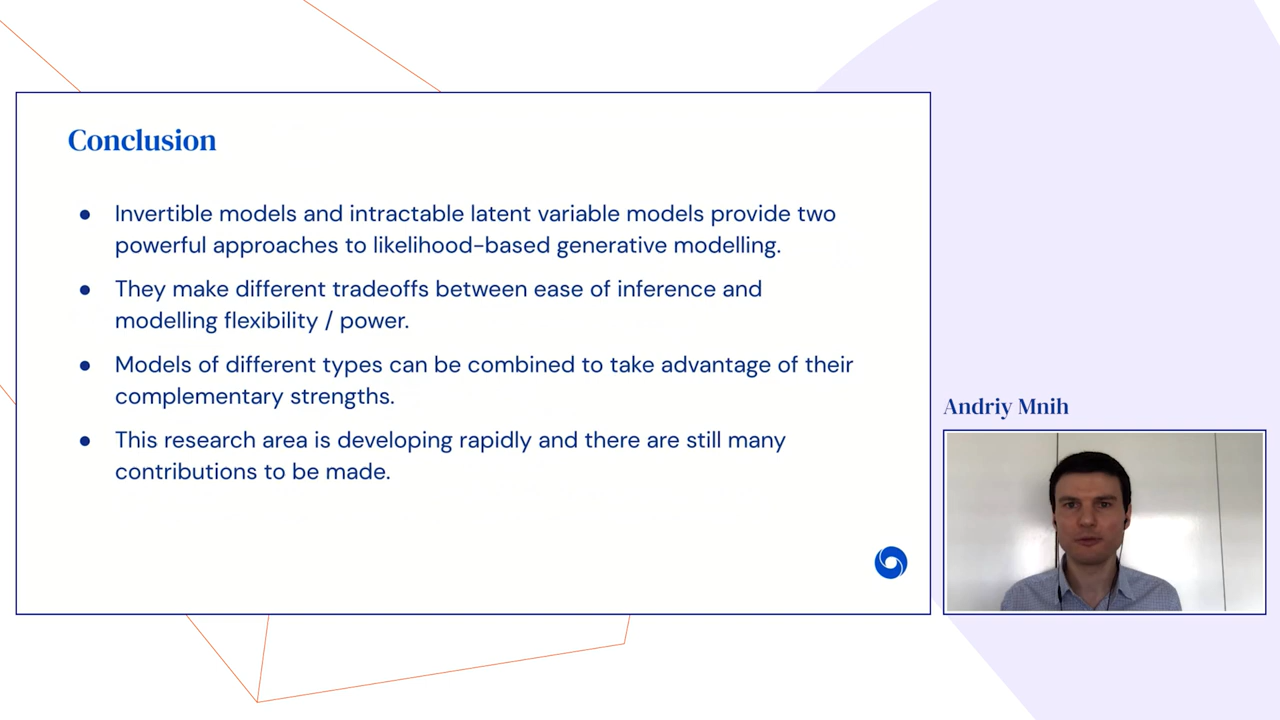 Conclusion
● Invertible models and intractable latent variable models provide two
powerful approaches to likelihood-based generative modelling.
● They make different tradeoffs between ease of inference and
modelling flexibility / power.
● Models of different types can be combined to take advantage of their
complementary strengths.
● This research area is developing rapidly and there are still many
contributions to be made.
Andriy Mnih